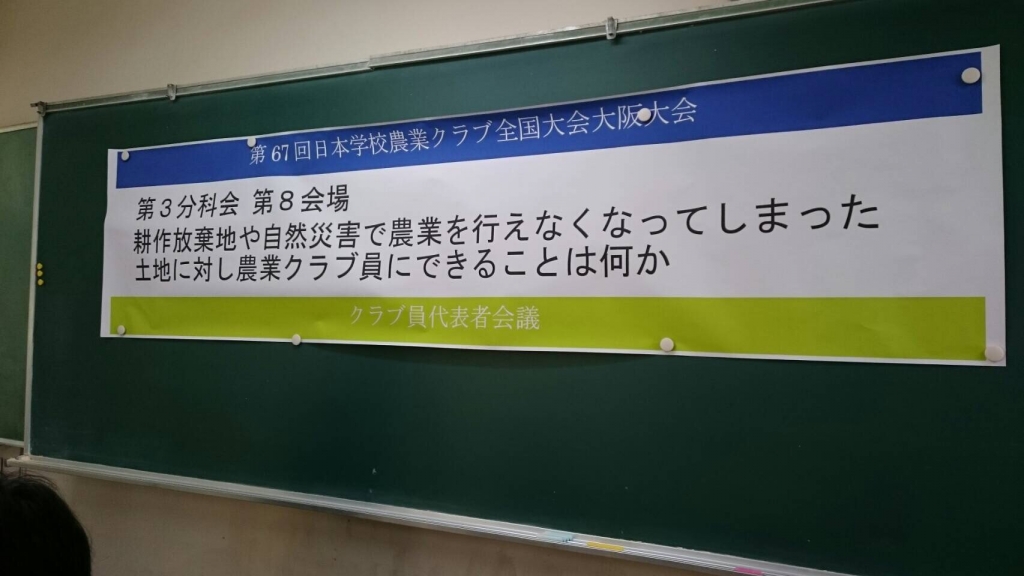 第67回日本学校農業クラブ全国大会大阪大会
第3分科会 第8会場
耕作放棄地や自然災害で農業を行えなくなってしまった
土地に対し農業クラブ員にできることは何か
クラブ員代表者会議